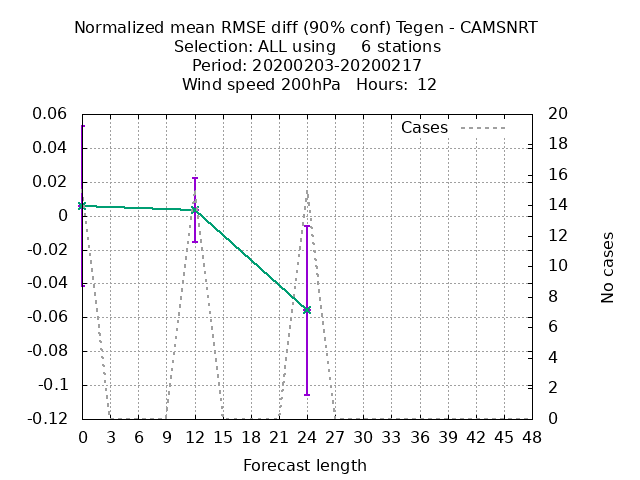 Normalized mean RMSE diff (90% conf) Tegen - CAMSNRT
Selection: ALL using     6 stations
Period: 20200203-20200217
Wind speed 200hPa   Hours:  12
Cases
0.06
0.04
0.02
0
-0.02
-0.04
-0.06
-0.08
-0.1
-0.12
20
18
16
14
12
10
8
6
4
2
0
No cases
0 3 6 9 12 15 18 21 24 27 30 33 36 39 42 45 48
Forecast length